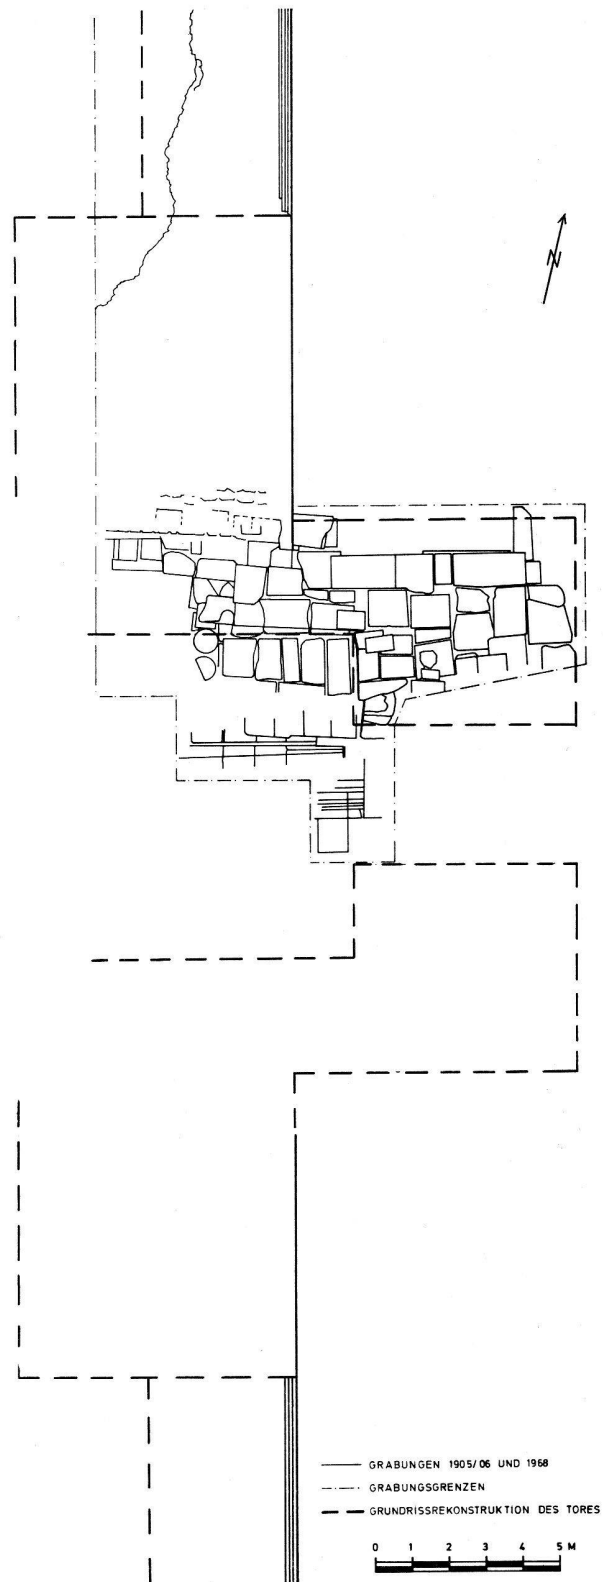 N
GRABUNGEN 1905/06 UND 1968
GRABUNGSGRENZEN
GRUNDRISSREKONSTRUKTION DES TORES
0 1 2 3 4 5 M